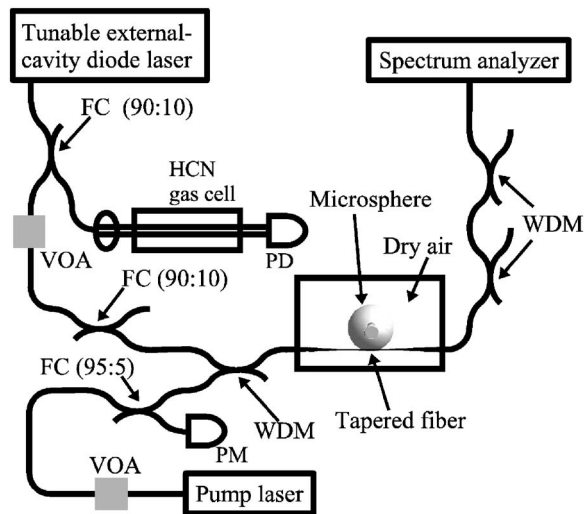 Tunable external-
cavity diode laser
Spectrum analyzer
FC (90:10)
HCN
gas cell
Microsphere
WDM
VOA
PD
Dry air
FC (90:10)
FC (95:5)
WDM
Tapered fiber
PM
VOA
Pump laser